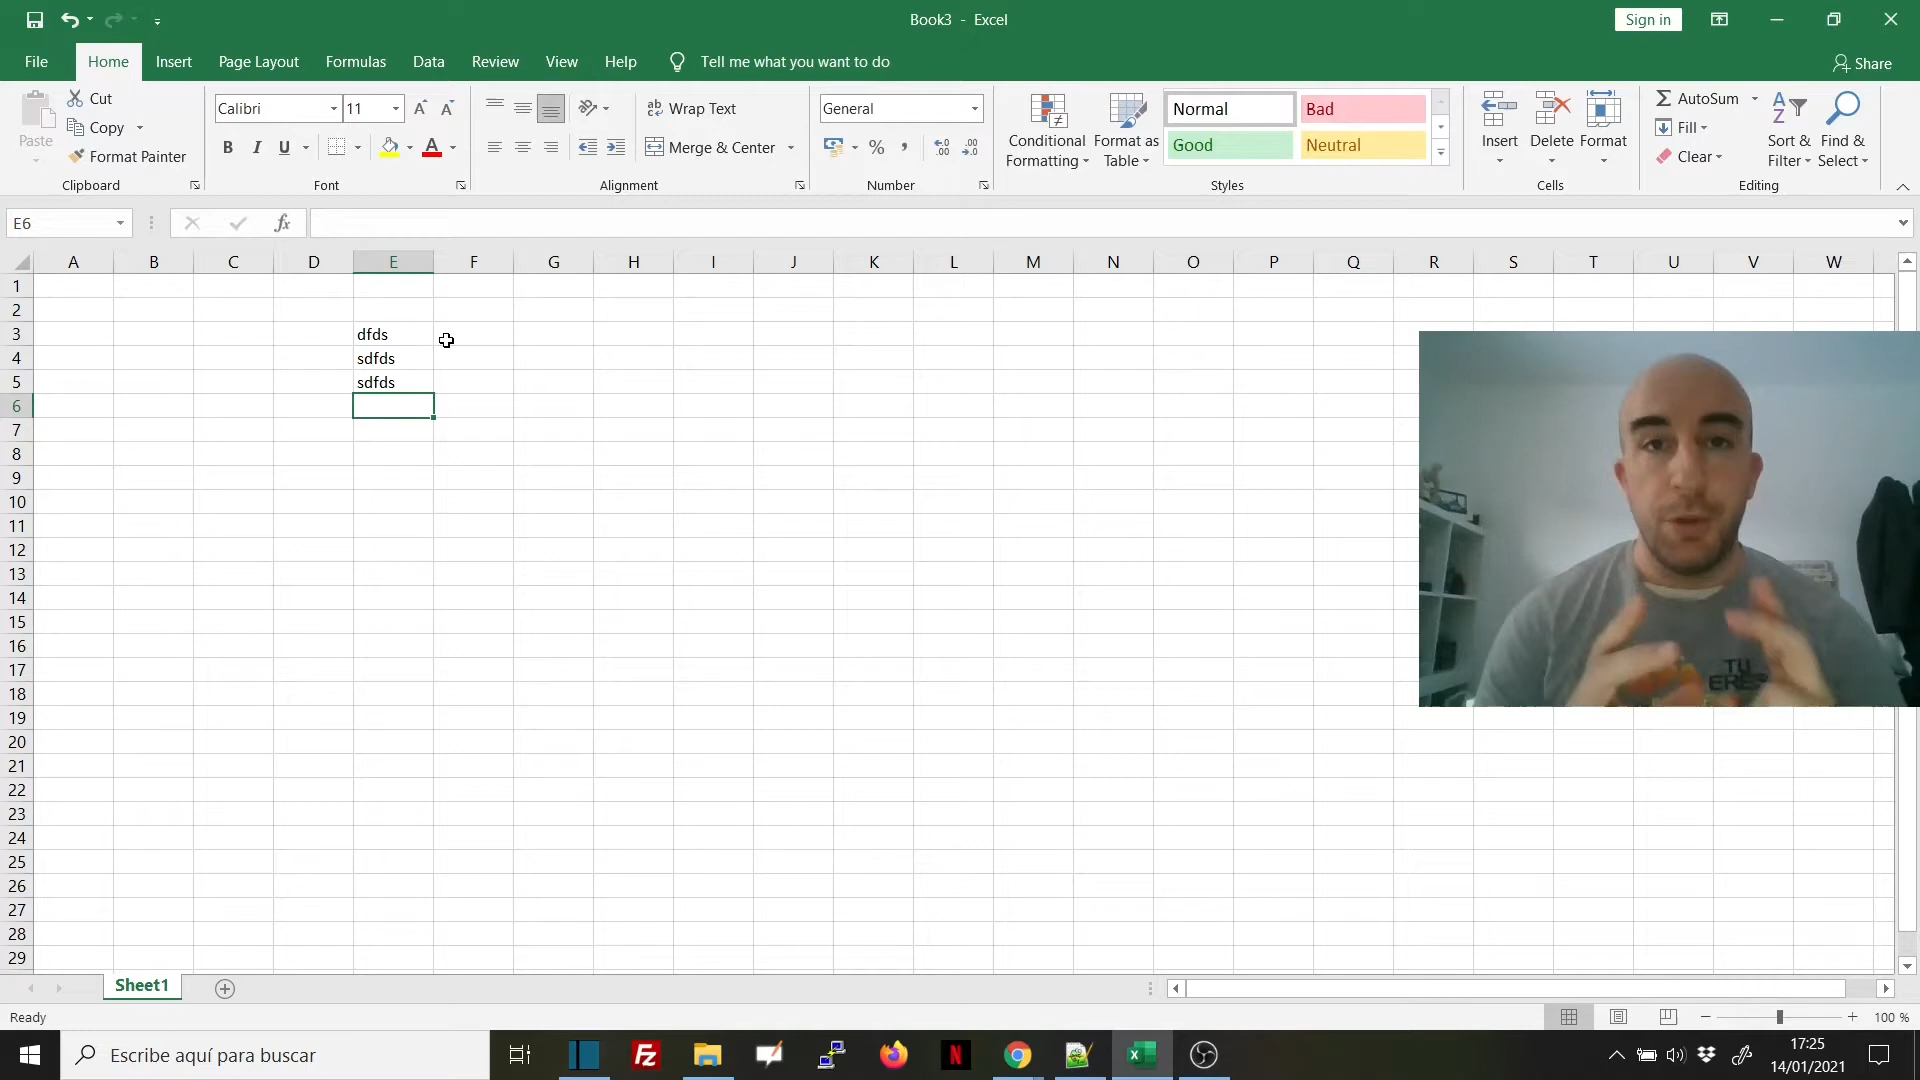 Book3 - Excel
Sign in
File Home Insert Page Layout Formulas Data Review View Help Tell me what you want to do Share
Paste
Cut
Copy
Format Painter
Clipboard
Calibri 11
B I U A
Font
Wrap Text
Merge & Center
Alignment
General
% ,
Number
Conditional Formatting
Format as Table
Normal Bad
Good Neutral
Styles
Insert Delete Format
Cells
AutoSum
Fill
Clear
Sort & Filter
Find & Select
Editing
E6 fx
A B C D E F G H I J K L M N O P Q R S T U V W
1
2
3 dfds
4 sdfds
5 sdfds
6
7
8
9
10
11
12
13
14
15
16
17
18
19
20
21
22
23
24
25
26
27
28
29
TU
ERES
Sheet1
Ready 100 %
Escribe aquí para buscar
17:25
14/01/2021